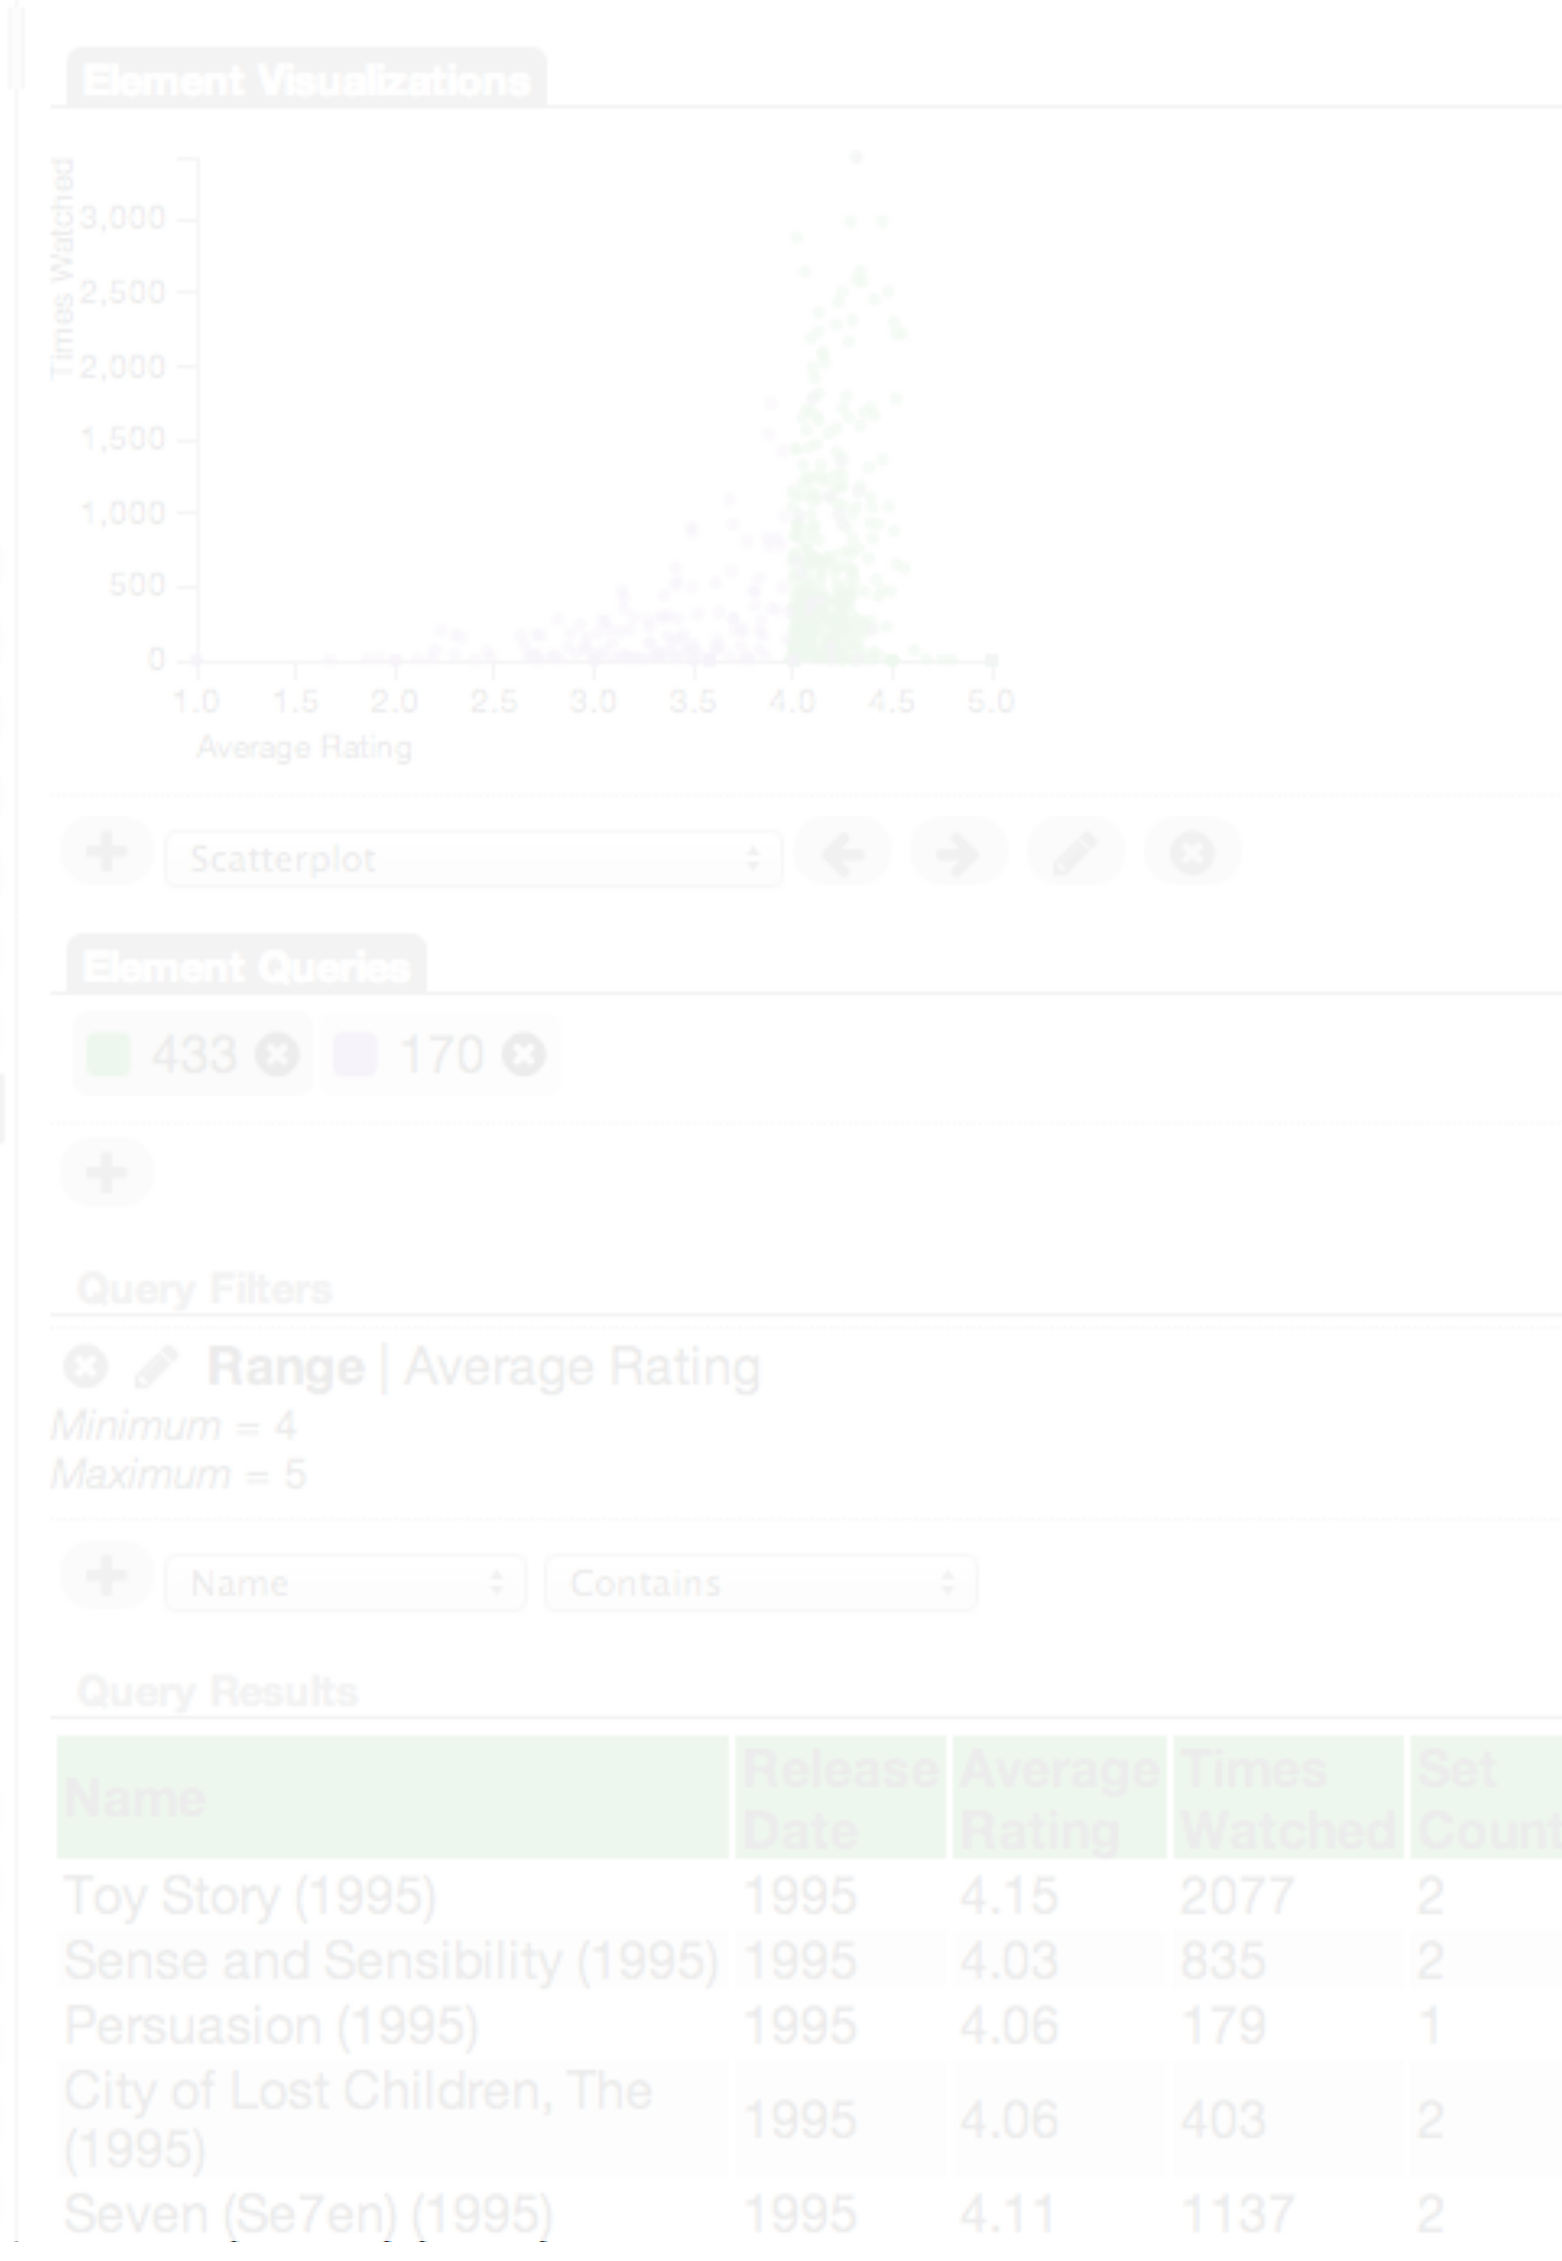 Element Visualizations
Times Watched
3,000
2,500
2,000
1,500
1,000
500
0
1.0 1.5 2.0 2.5 3.0 3.5 4.0 4.5 5.0
Average Rating
Scatterplot
Element Queries
433 170
Query Filters
Range | Average Rating
Minimum = 4
Maximum = 5
Name Contains
Query Results
Name Release Date Average Rating Times Watched Set Count
Toy Story (1995) 1995 4.15 2077 2
Sense and Sensibility (1995) 1995 4.03 835 2
Persuasion (1995) 1995 4.06 179 1
City of Lost Children, The (1995) 1995 4.06 403 2
Seven (Se7en) (1995) 1995 4.11 1137 2